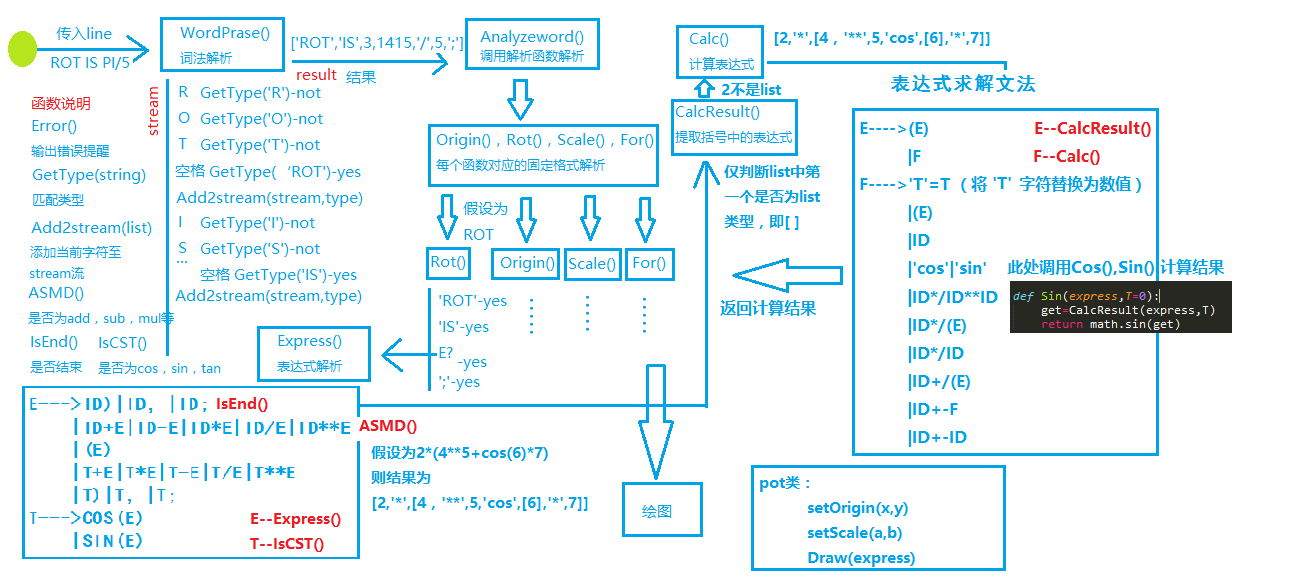 传入line
ROT IS PI/5
WordPrase()
词法解析
['ROT','IS',3,1415,'/',5,';']
result 结果
Analyzeword()
调用解析函数解析
Calc()
计算表达式
[2,'*',[4，'**',5,'cos',[6],'*',7]]
2不是list
CalcResult()
提取括号中的表达式
表达式求解文法
函数说明
Error()
输出错误提醒
GetType(string)
匹配类型
Add2stream(list)
添加当前字符至
stream流
ASMD()
是否为add，sub，mul等
IsEnd() IsCST()
是否结束 是否为cos，sin，tan
stream
R GetType('R')-not
O GetType('O')-not
T GetType('T')-not
空格 GetType(‘ROT')-yes
Add2stream(stream,type)
I GetType('I')-not
S GetType('S')-not
...
空格 GetType('IS')-yes
Add2stream(stream,type)
Origin()，Rot()，Scale()，For()
每个函数对应的固定格式解析
假设为
ROT
Rot()
Origin()
Scale()
For()
'ROT'-yes
'IS'-yes
E?
-yes
';'-yes
Express()
表达式解析
仅判断list中第
一个是否为list
类型，即[ ]
返回计算结果
E---->(E) E--CalcResult()
|F F--Calc()
F---->'T'=T（将 'T' 字符替换为数值）
|(E)
|ID
|'cos'|'sin' 此处调用Cos(),Sin() 计算结果
|ID*/ID**ID
|ID*/(E)
|ID*/ID
|ID+/(E)
|ID+-F
|ID+-ID
def Sin(express,T=0):
get=CalcResult(express,T)
return math.sin(get)
E--->ID)|ID, |ID; IsEnd()
|ID+E|ID-E|ID*E|ID/E|ID**E
|(E)
|T+E|T*E|T-E|T/E|T**E
|T)|T, |T;
T--->COS(E) E--Express()
|SIN(E) T--IsCST()
ASMD()
假设为2*(4**5+cos(6)*7)
则结果为
[2,'*',[4，'**',5,'cos',[6],'*',7]]
绘图
pot类：
setOrigin(x,y)
setScale(a,b)
Draw(express)